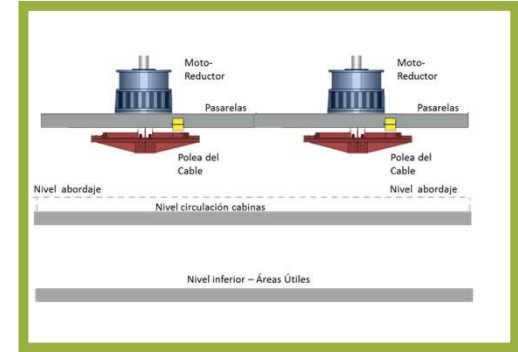 Moto-
Reductor
Moto-
Reductor
Pasarelas
Pasarelas
Polea del
Cable
Polea del
Cable
Nivel abordaje
Nivel abordaje
Nivel circulación cabinas
Nivel inferior – Áreas Útiles